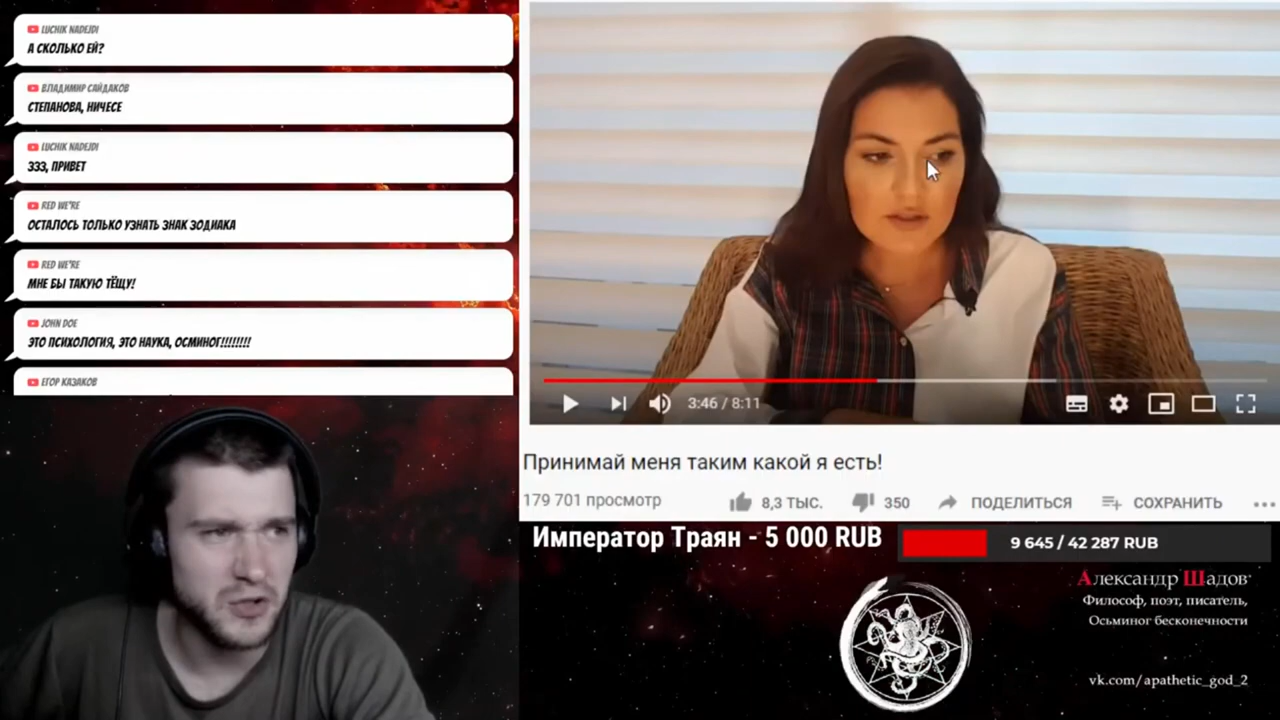 LUCHIK NADEJDI
А СКОЛЬКО ЕЙ?
ВЛАДИМИР САЙДАКОВ
СТЕПАНОВА, НИЧЕСЕ
LUCHIK NADEJDI
ЭЭЭ, ПРИВЕТ
RED WE'RE
ОСТАЛОСЬ ТОЛЬКО УЗНАТЬ ЗНАК ЗОДИАКА
RED WE'RE
МНЕ БЫ ТАКУЮ ТЁЩУ!
JOHN DOE
ЭТО ПСИХОЛОГИЯ, ЭТО НАУКА, ОСМИНОГ!!!!!!!!
ЕГОР КАЗАКОВ
3:46 / 8:11
Принимай меня таким какой я есть!
179 701 просмотр
8,3 ТЫС.
350
ПОДЕЛИТЬСЯ
СОХРАНИТЬ
Император Траян - 5 000 RUB
9 645 / 42 287 RUB
Александр Шадов
Философ, поэт, писатель,
Осьминог бесконечности
vk.com/apathetic_god_2